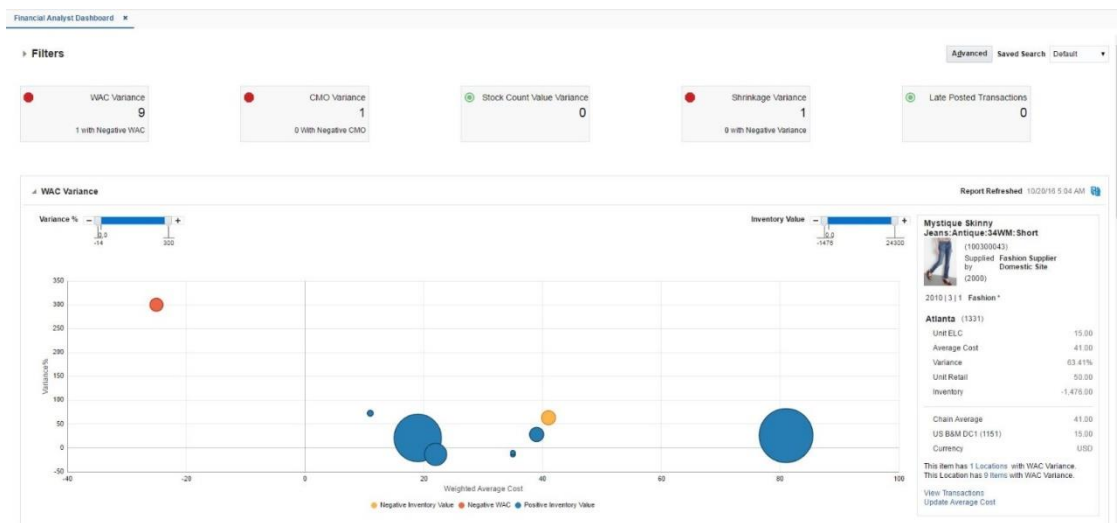 Financial Analyst Dashboard ×
Filters
Advanced Saved Search Default
WAC Variance
9
1 with Negative WAC
CMO Variance
1
0 With Negative CMO
Stock Count Value Variance
0
Shrinkage Variance
1
0 with Negative Variance
Late Posted Transactions
0
WAC Variance
Report Refreshed 10/20/16 5:04 AM
Variance % − +
0.0
-14 300
Inventory Value − +
0.0
-1476 24300
350
300
250
200
150
100
50
0
-50
Variance%
-40 -20 0 20 40 60 80 100
Weighted Average Cost
Negative Inventory Value Negative WAC Positive Inventory Value
Mystique Skinny
Jeans:Antique:34WM:Short
(100300043)
Supplied by Fashion Supplier Domestic Site
(2000)
2010 | 3 | 1 Fashion*
Atlanta (1331)
Unit ELC 15.00
Average Cost 41.00
Variance 63.41%
Unit Retail 50.00
Inventory -1,476.00
Chain Average 41.00
US B&M DC1 (1151) 15.00
Currency USD
This item has 1 Locations with WAC Variance.
This Location has 9 Items with WAC Variance.
View Transactions
Update Average Cost